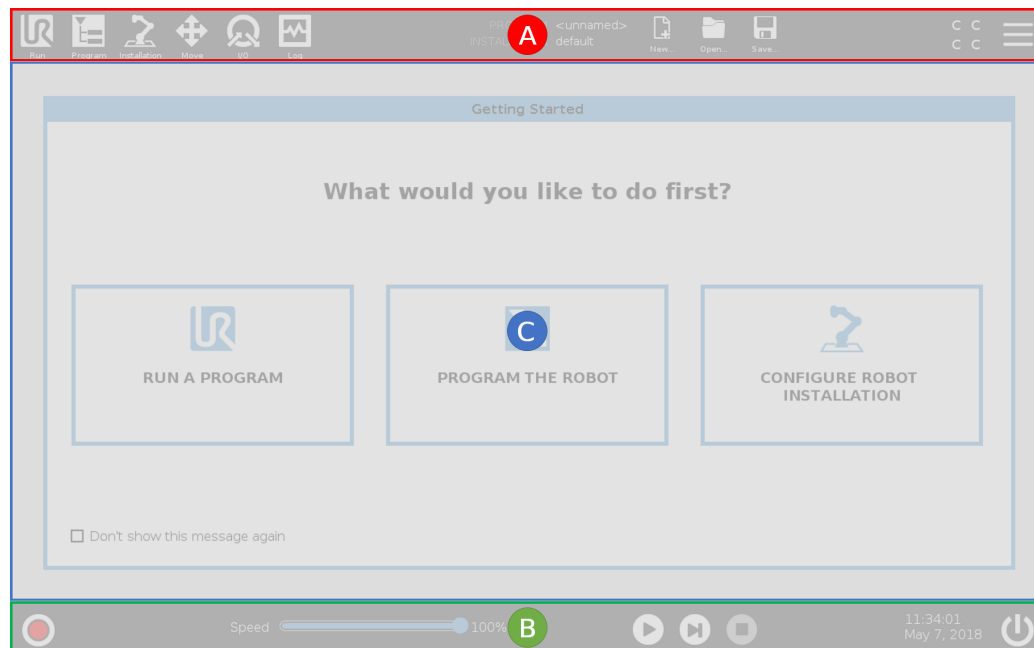 <unnamed>
default
A
Run
Program
Installation
Move
I/O
Log
New...
Open...
Save...
C C
C C
Getting Started
What would you like to do first?
C
RUN A PROGRAM
PROGRAM THE ROBOT
CONFIGURE ROBOT
INSTALLATION
Don't show this message again
Speed
100%
B
11:34:01
May 7, 2018